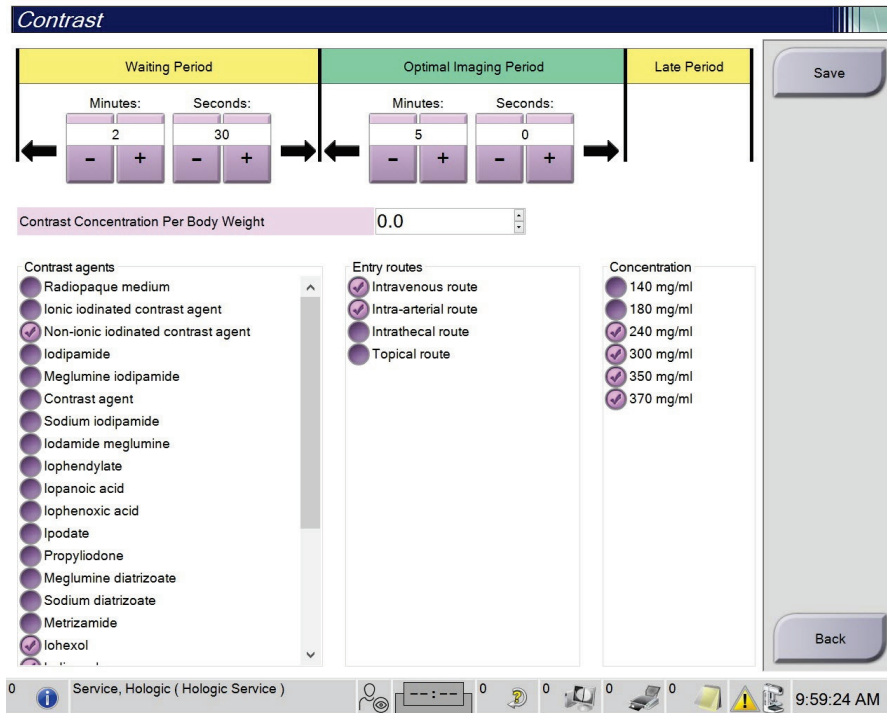 Contrast
Waiting Period
Optimal Imaging Period
Late Period
Save
Minutes:
Seconds:
Minutes:
Seconds:
2
30
5
0
- + - + - + - +
Contrast Concentration Per Body Weight
0.0
Contrast agents
Radiopaque medium
Ionic iodinated contrast agent
Non-ionic iodinated contrast agent
Iodipamide
Meglumine iodipamide
Contrast agent
Sodium iodipamide
Iodamide meglumine
Iophendylate
Iopanoic acid
Iophenoxic acid
Ipodate
Propyliodone
Meglumine diatrizoate
Sodium diatrizoate
Metrizamide
Iohexol
Entry routes
Intravenous route
Intra-arterial route
Intrathecal route
Topical route
Concentration
140 mg/ml
180 mg/ml
240 mg/ml
300 mg/ml
350 mg/ml
370 mg/ml
Back
0
Service, Hologic ( Hologic Service )
--:--
0
0
0
0
9:59:24 AM